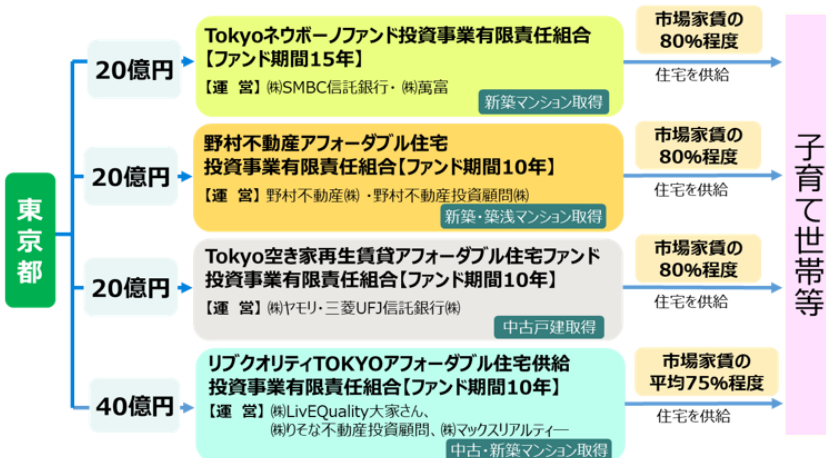 東京都
20億円
Tokyoネウボーノファンド投資事業有限責任組合
【ファンド期間15年】
【運 営】㈱SMBC信託銀行・㈱萬富
新築マンション取得
市場家賃の
80%程度
住宅を供給
20億円
野村不動産アフォーダブル住宅
投資事業有限責任組合【ファンド期間10年】
【運 営】野村不動産㈱・野村不動産投資顧問㈱
新築・築浅マンション取得
市場家賃の
80%程度
住宅を供給
20億円
Tokyo空き家再生賃貸アフォーダブル住宅ファンド
投資事業有限責任組合【ファンド期間10年】
【運 営】㈱ヤモリ・三菱UFJ信託銀行㈱
中古戸建取得
市場家賃の
80%程度
住宅を供給
40億円
リブクオリティTOKYOアフォーダブル住宅供給
投資事業有限責任組合【ファンド期間10年】
【運 営】㈱LivEQuality大家さん、
㈱りそな不動産投資顧問、㈱マックスリアルティ―
中古・新築マンション取得
市場家賃の
平均75%程度
住宅を供給
子育て世帯等